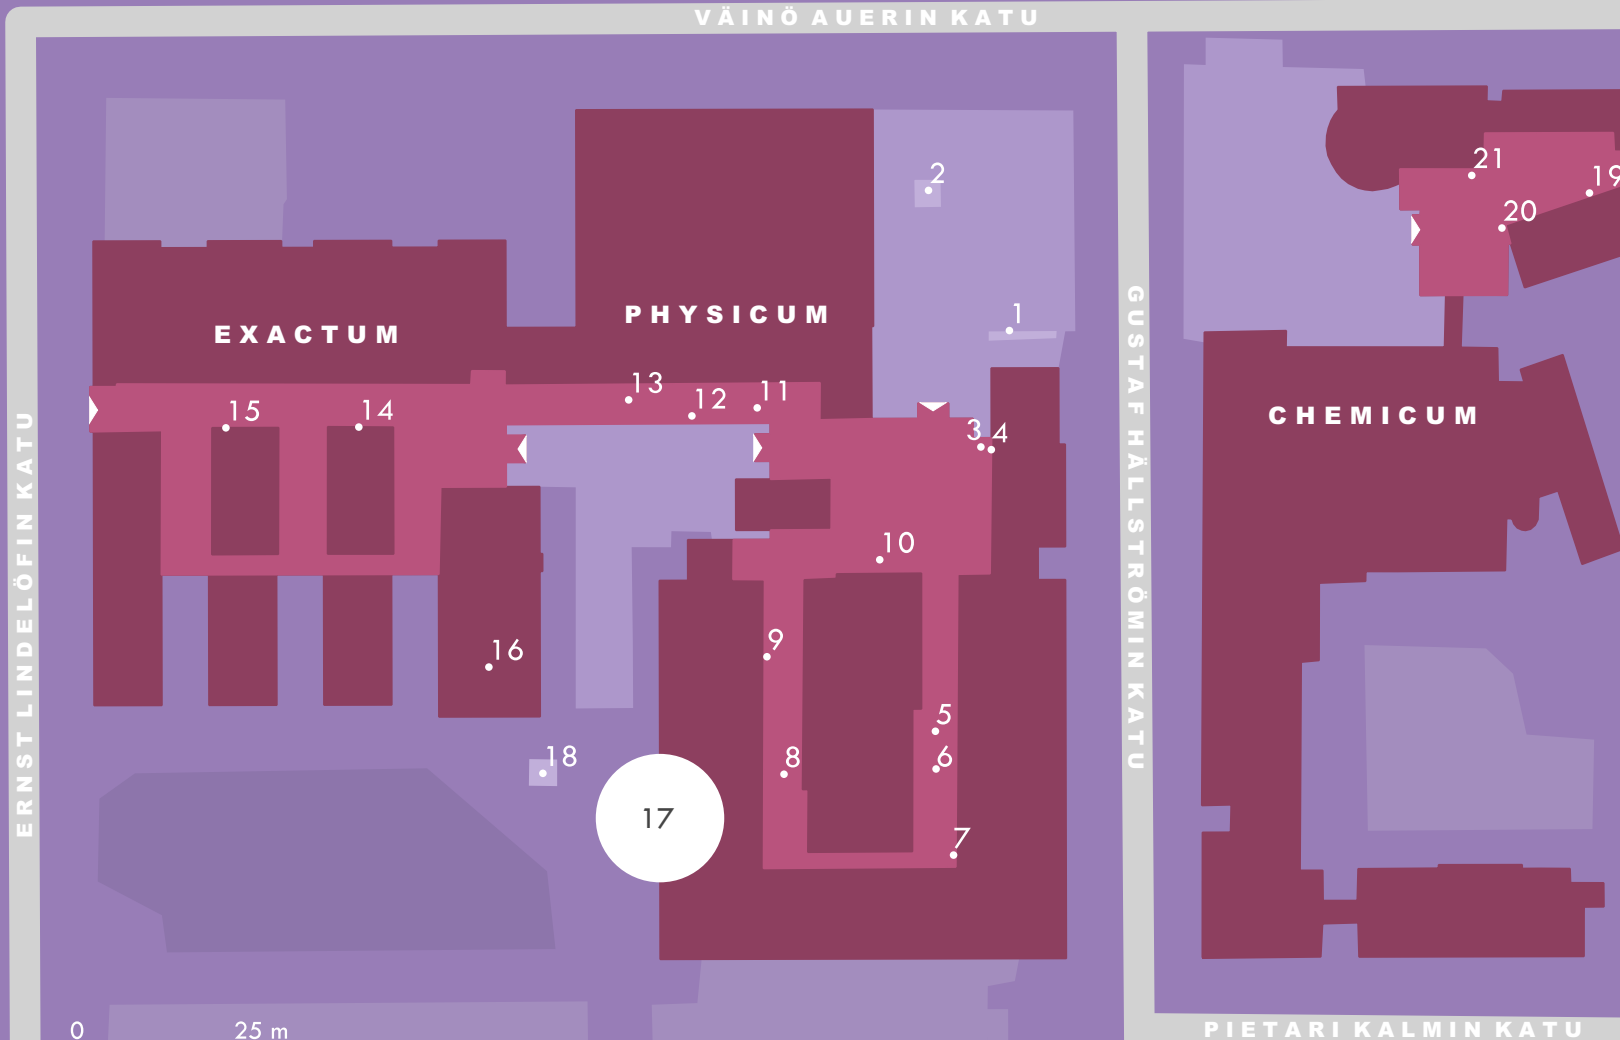 VÄINÖ AUERIN KATU
2
21
19
20
1
PHYSICUM
EXACTUM
13
12
11
15
14
3
4
CHEMICUM
GUSTAF HÄLLSTRÖMIN KATU
ERNST LINDELÖFIN KATU
10
9
16
5
8
6
18
17
7
0
25 m
PIETARI KALMIN KATU